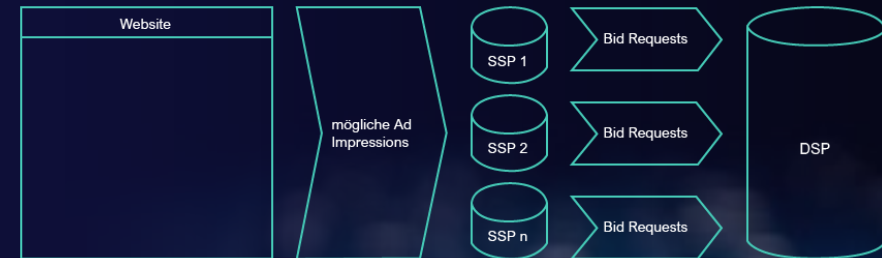 Website
mögliche Ad
Impressions
SSP 1
Bid Requests
SSP 2
Bid Requests
SSP n
Bid Requests
DSP